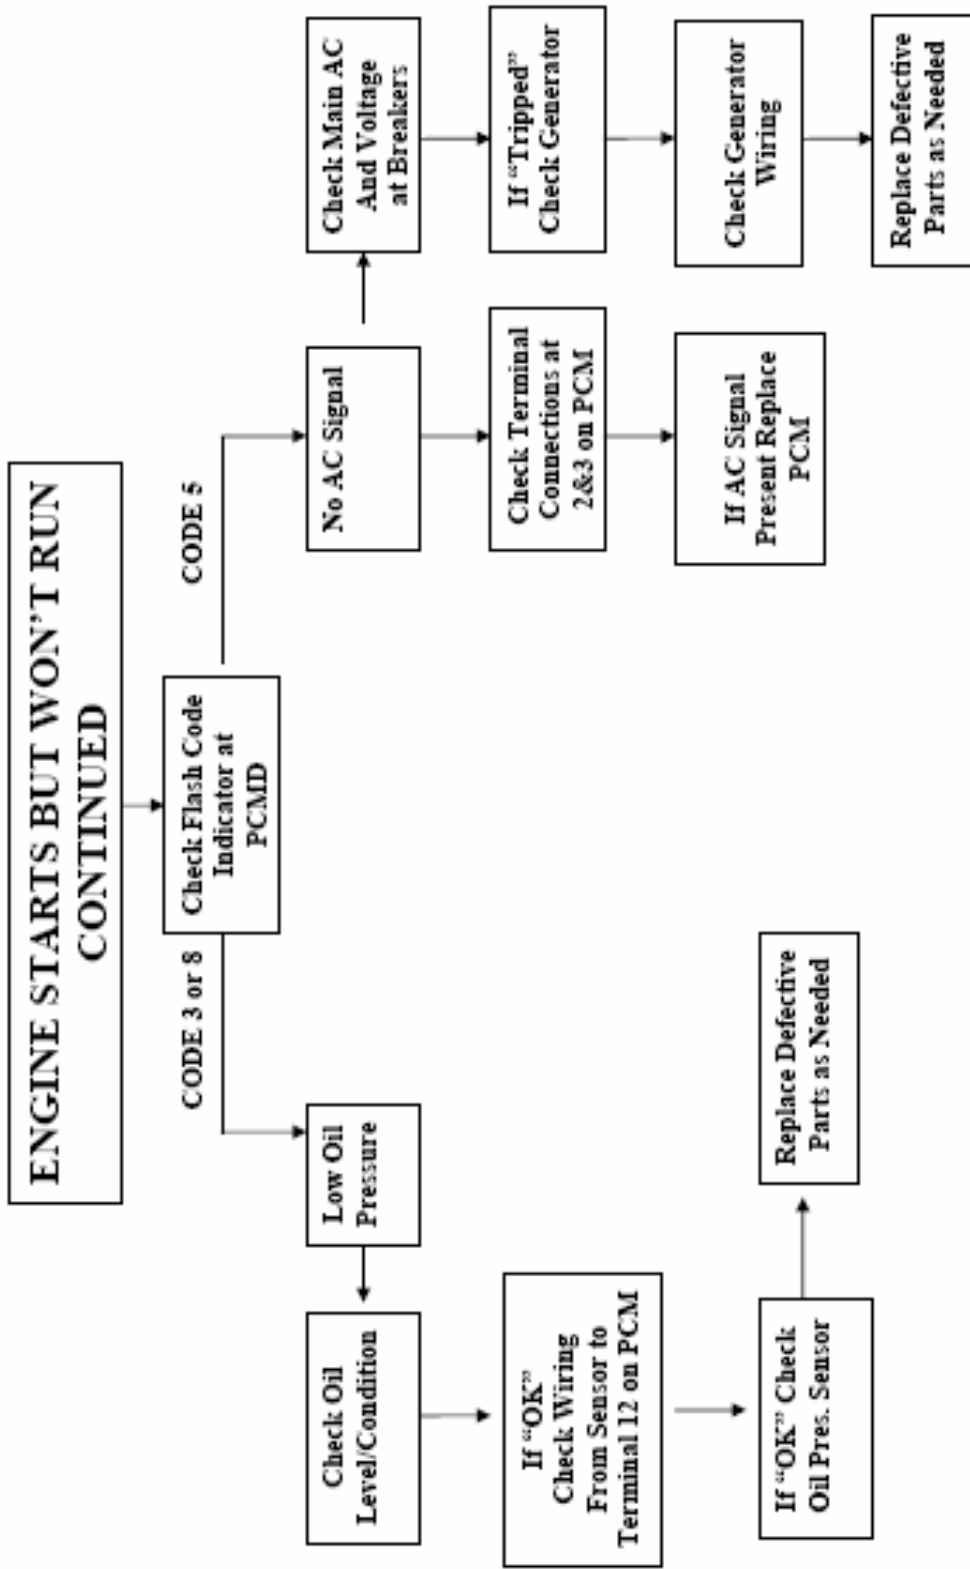 ENGINE STARTS BUT WON'T RUN
CONTINUED
Check Flash Code
Indicator at
PCMD
CODE 3 or 8
CODE 5
Low Oil
Pressure
Check Oil
Level/Condition
If “OK”
Check Wiring
From Sensor to
Terminal 12 on PCM
If “OK” Check
Oil Pres. Sensor
Replace Defective
Parts as Needed
No AC Signal
Check Terminal
Connections at
2&3 on PCM
If AC Signal
Present Replace
PCM
Check Main AC
And Voltage
at Breakers
If “Tripped”
Check Generator
Check Generator
Wiring
Replace Defective
Parts as Needed